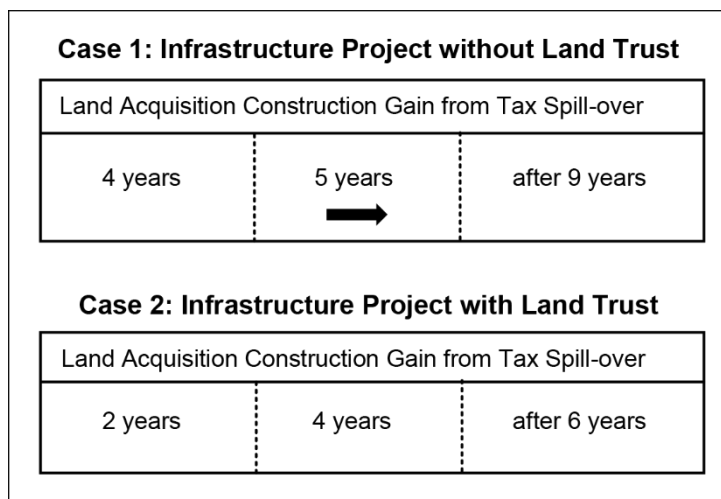 Case 1: Infrastructure Project without Land Trust
Land Acquisition Construction Gain from Tax Spill-over
4 years 5 years after 9 years
Case 2: Infrastructure Project with Land Trust
Land Acquisition Construction Gain from Tax Spill-over
2 years 4 years after 6 years